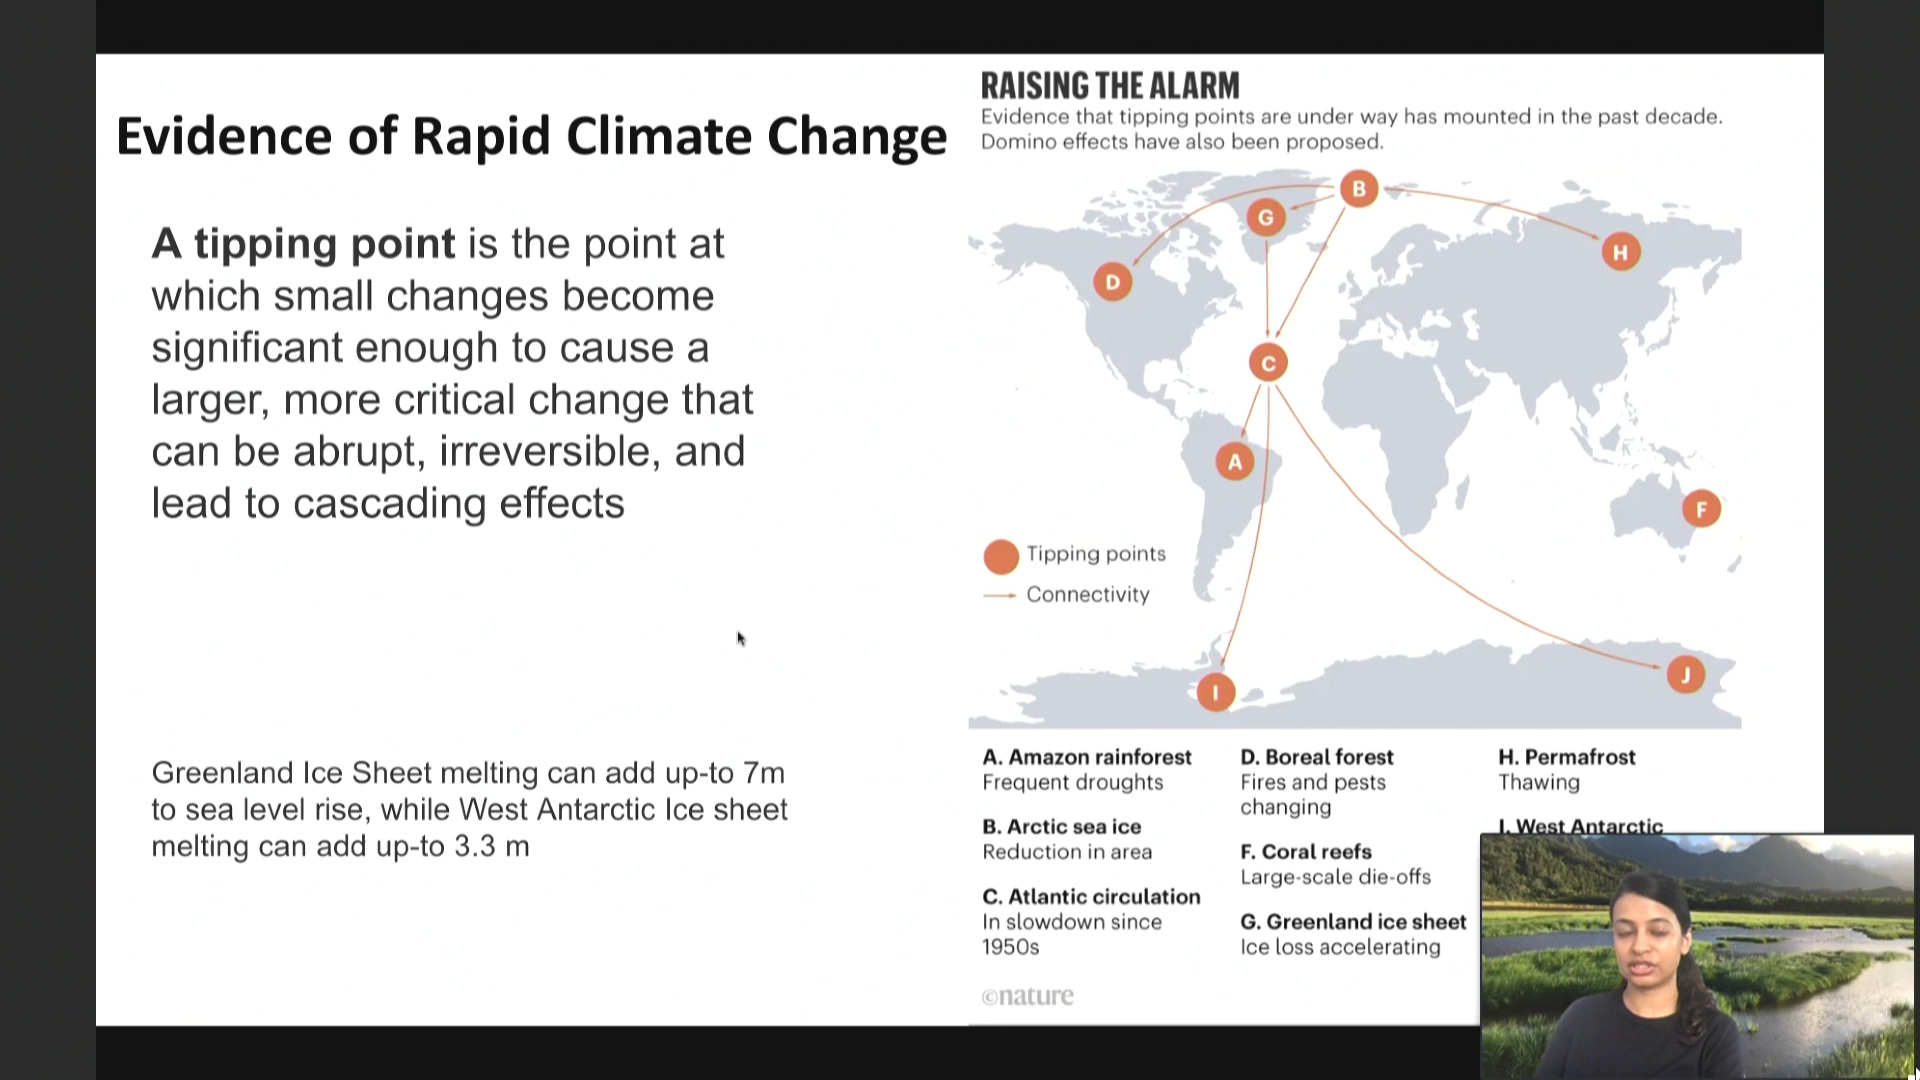 Evidence of Rapid Climate Change
A tipping point is the point at
which small changes become
significant enough to cause a
larger, more critical change that
can be abrupt, irreversible, and
lead to cascading effects
Greenland Ice Sheet melting can add up-to 7m
to sea level rise, while West Antarctic Ice sheet
melting can add up-to 3.3 m
RAISING THE ALARM
Evidence that tipping points are under way has mounted in the past decade.
Domino effects have also been proposed.
B
G
H
D
C
A
F
Tipping points
Connectivity
J
I
A. Amazon rainforest
Frequent droughts
B. Arctic sea ice
Reduction in area
C. Atlantic circulation
In slowdown since
1950s
D. Boreal forest
Fires and pests
changing
F. Coral reefs
Large-scale die-offs
G. Greenland ice sheet
Ice loss accelerating
H. Permafrost
Thawing
I. West Antarctic
©nature